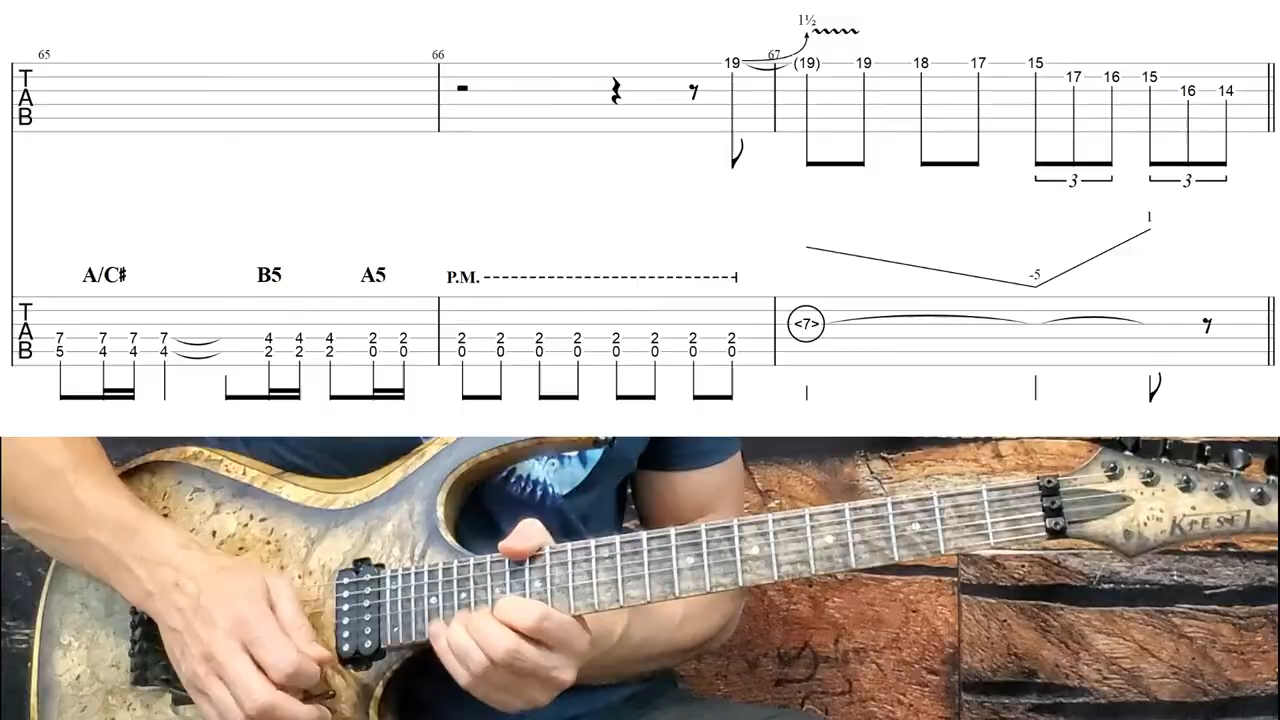 1½
65 66 67
T A B
19 (19) 19 18 17 15 17 16 15 16 14
3 3
1
A/C♯ B5 A5 P.M. -5
T A B
7 7 7 7 4 4 4 2 2 2 2 2 2 2 2 2 2 <7>
5 4 4 4 2 2 2 0 0 0 0 0 0 0 0 0 0
KIESEL